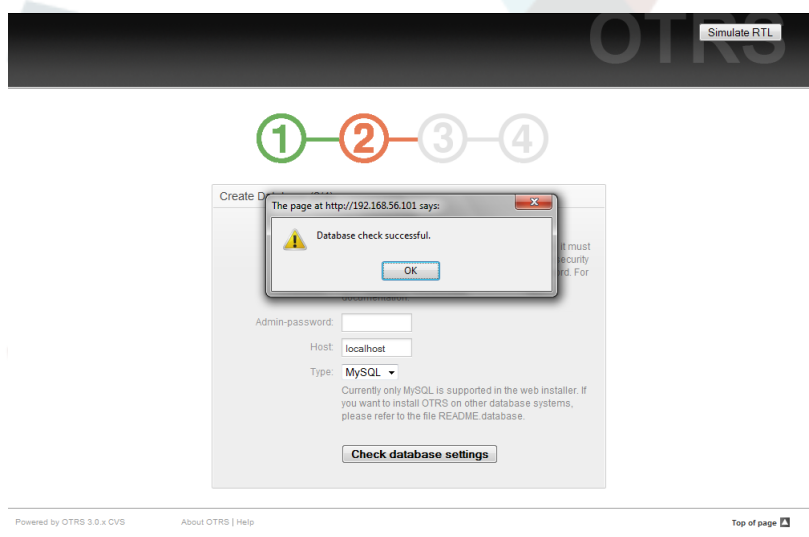 OTRS
Simulate RTL
1 2 3 4
Create D
The page at http://192.168.56.101 says:
Database check successful.
OK
it must
security
rd. For
documentation.
Admin-password:
Host: localhost
Type: MySQL
Currently only MySQL is supported in the web installer. If
you want to install OTRS on other database systems,
please refer to the file README.database.
Check database settings
Powered by OTRS 3.0.x CVS About OTRS | Help Top of page